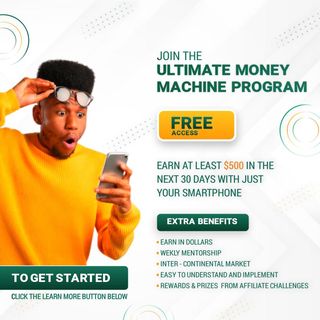 JOIN THE
ULTIMATE MONEY
MACHINE PROGRAM
FREE
ACCESS
EARN AT LEAST $500 IN THE
NEXT 30 DAYS WITH JUST
YOUR SMARTPHONE
EXTRA BENEFITS
• EARN IN DOLLARS
• WEKLY MENTORSHIP
• INTER - CONTINENTAL MARKET
• EASY TO UNDERSTAND AND IMPLEMENT
• REWARDS & PRIZES FROM AFFILIATE CHALLENGES
TO GET STARTED
CLICK THE LEARN MORE BUTTON BELOW